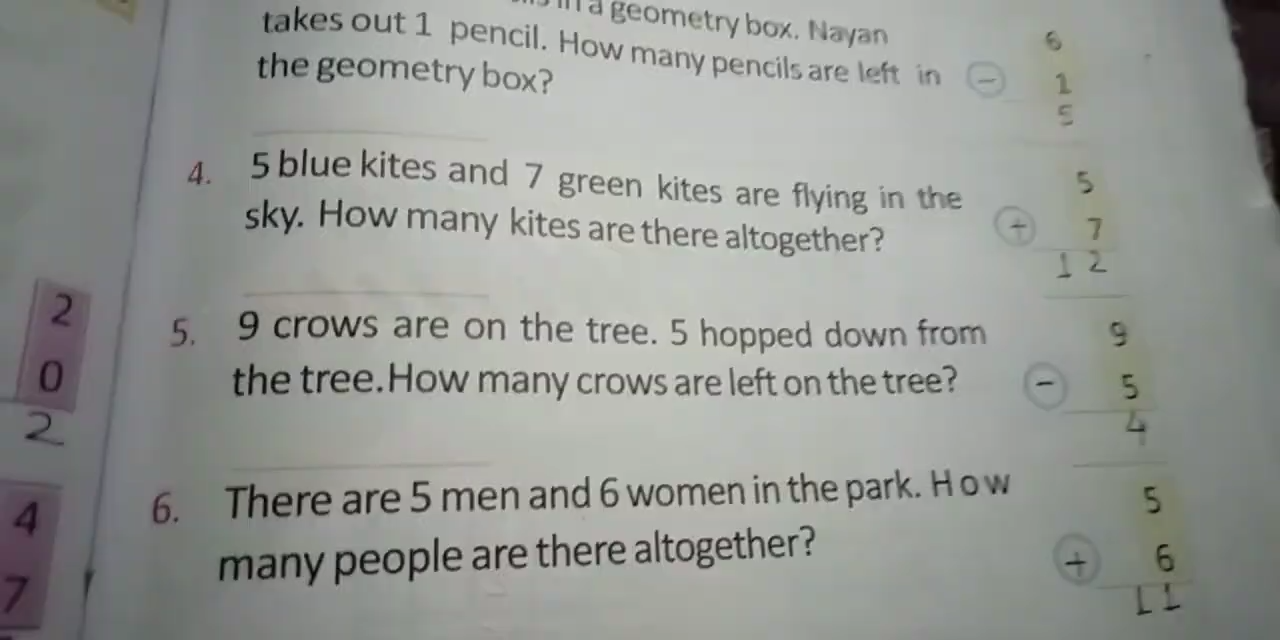 in a geometry box. Nayan
takes out 1 pencil. How many pencils are left in
the geometry box?
6
− 1
5
4. 5 blue kites and 7 green kites are flying in the
sky. How many kites are there altogether?
5
+ 7
12
5. 9 crows are on the tree. 5 hopped down from
the tree. How many crows are left on the tree?
9
− 5
4
6. There are 5 men and 6 women in the park. How
many people are there altogether?
5
+ 6
11
2
0
2
4
7